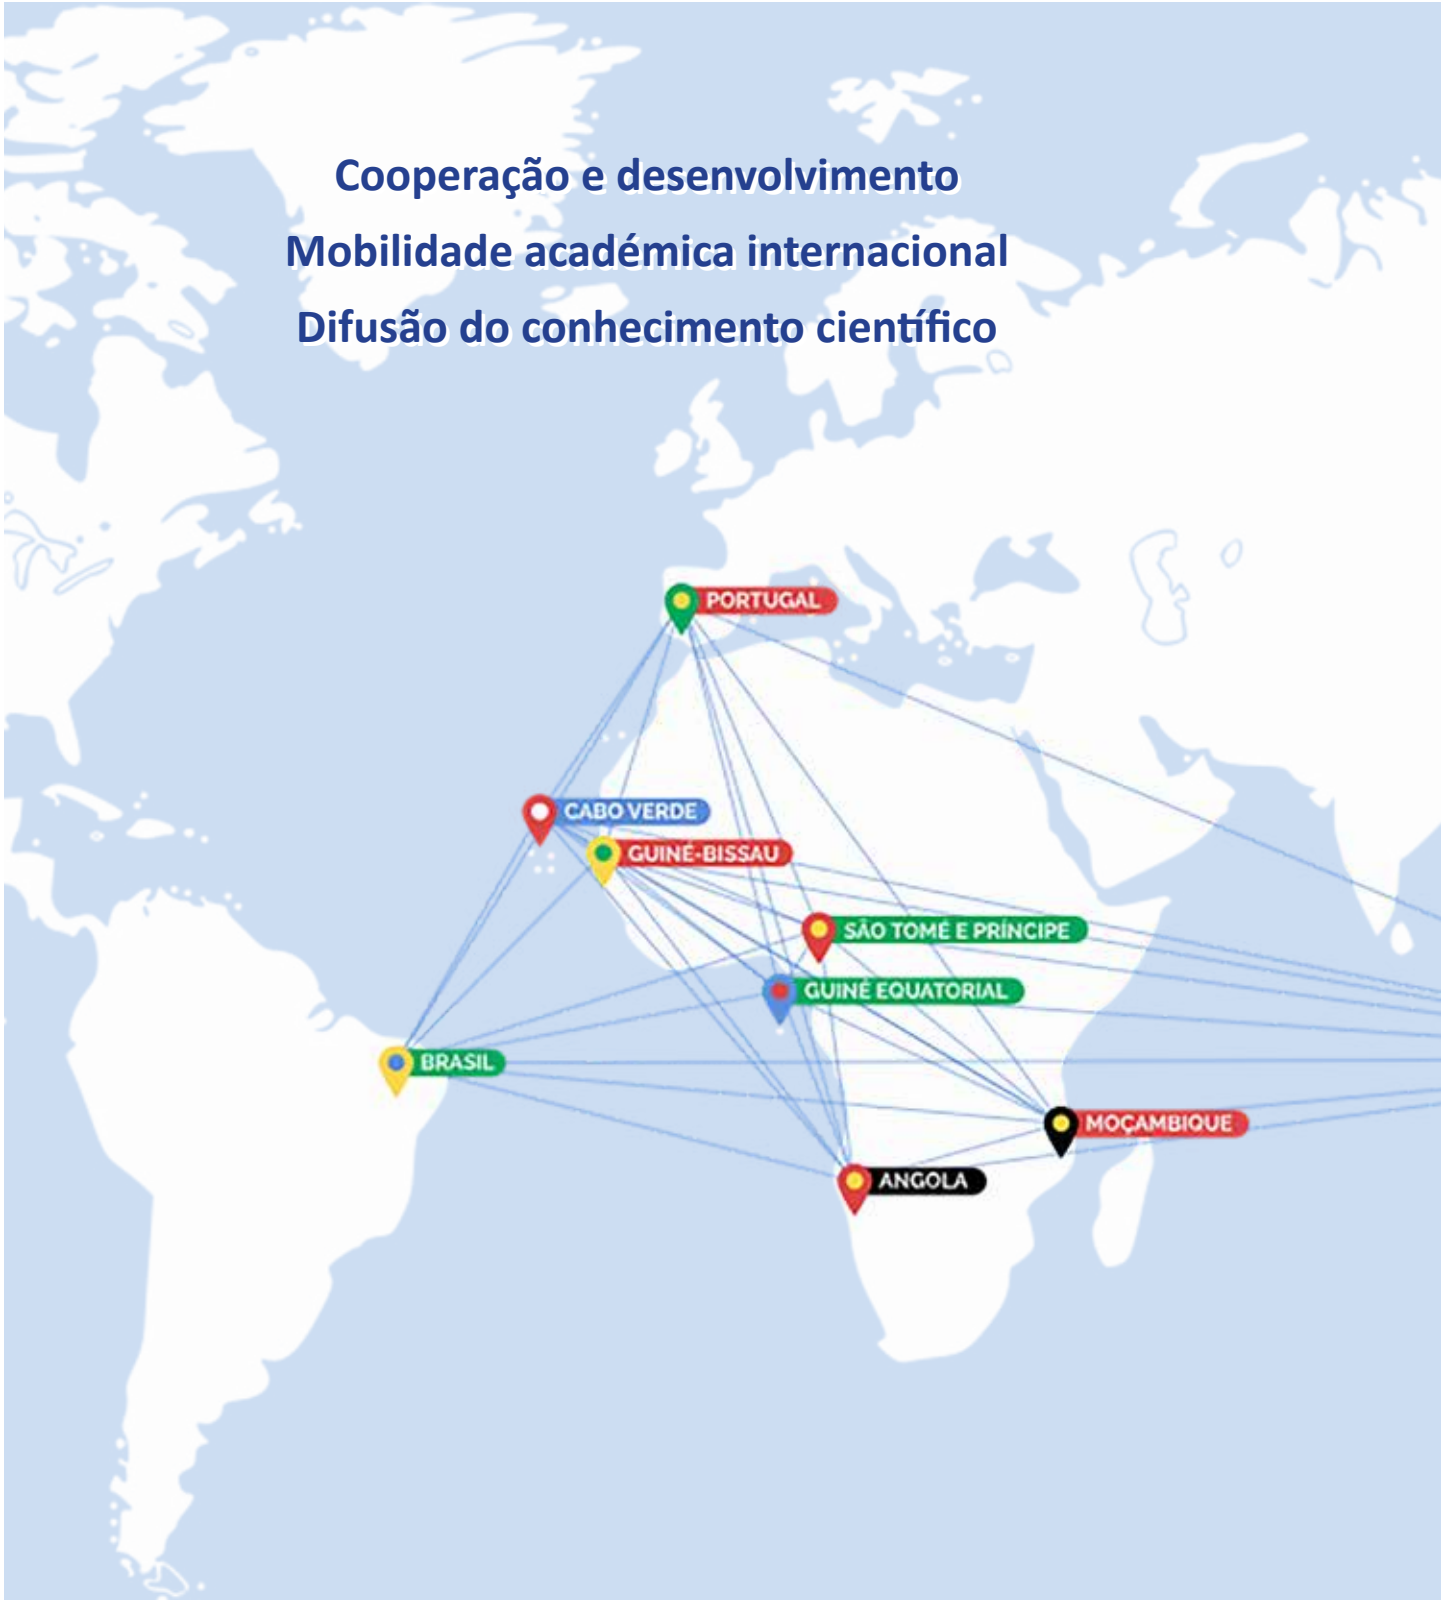 Cooperação e desenvolvimento
Mobilidade académica internacional
Difusão do conhecimento científico
PORTUGAL
CABO VERDE
GUINÉ-BISSAU
SÃO TOMÉ E PRÍNCIPE
GUINÉ EQUATORIAL
BRASIL
MOÇAMBIQUE
ANGOLA